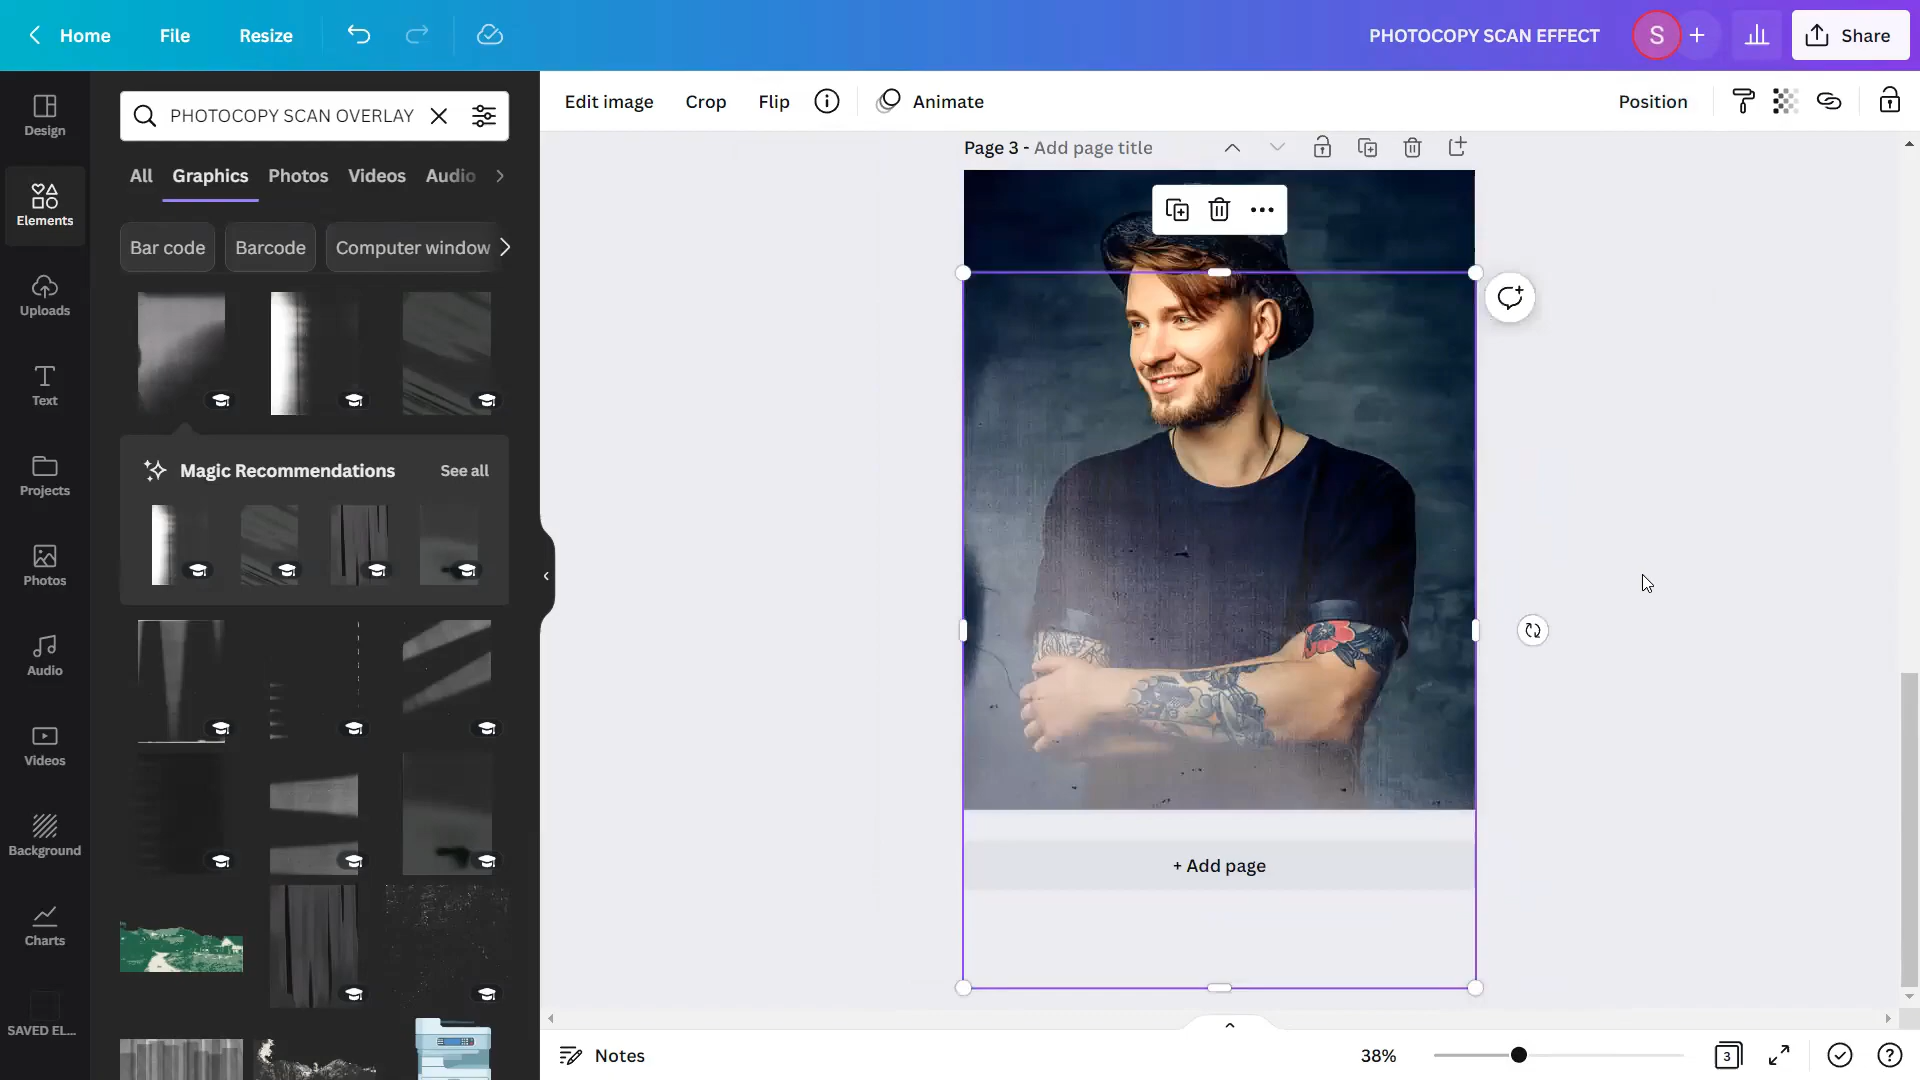 Home File Resize PHOTOCOPY SCAN EFFECT S Share
Design
Elements
Uploads
Text
Projects
Photos
Audio
Videos
Background
Charts
SAVED EL...
PHOTOCOPY SCAN OVERLAY
All Graphics Photos Videos Audio
Bar code Barcode Computer window
Magic Recommendations See all
Edit image Crop Flip Animate Position
Page 3 - Add page title
+ Add page
Notes 38% 3